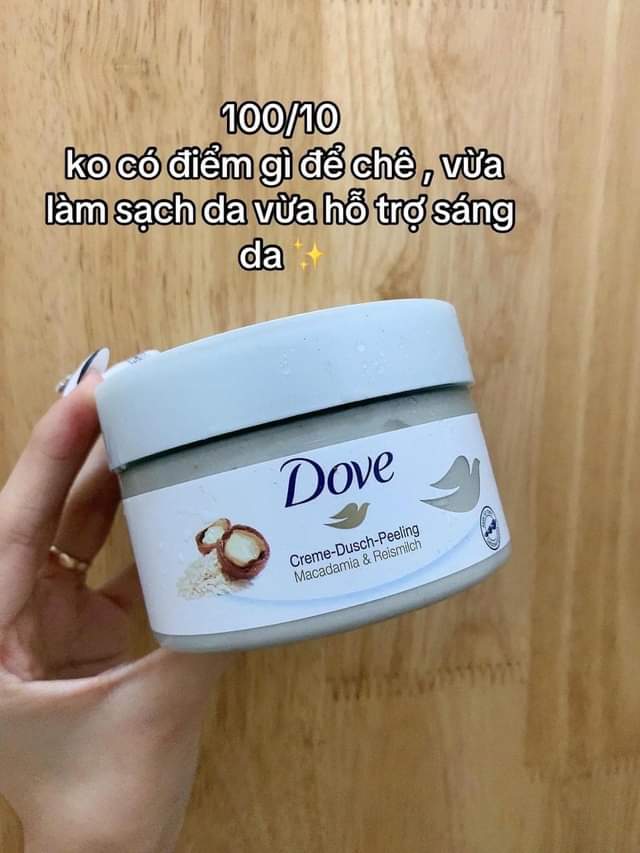 100/10
ko có điểm gì để chê , vừa
làm sạch da vừa hỗ trợ sáng
da ✨
Dove
Creme-Dusch-Peeling
Macadamia & Reismilch